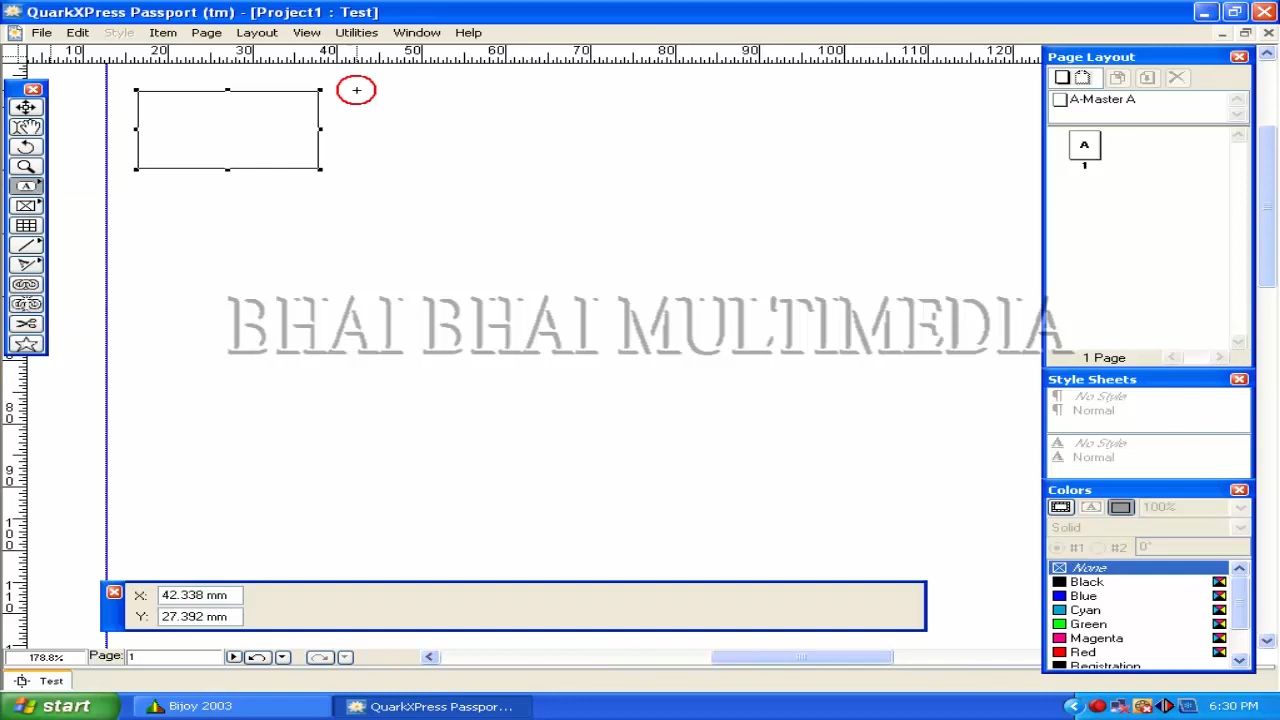 QuarkXPress Passport (tm) - [Project1 : Test]
File Edit Style Item Page Layout View Utilities Window Help
10 20 30 40 50 60 70 80 90 100 110 120
Page Layout
A-Master A
A
1
1 Page
BHAI BHAI MULTIMEDIA
Style Sheets
¶ No Style
¶ Normal
A No Style
A Normal
Colors
A 100%
Solid
#1 #2 0°
None
Black
Blue
Cyan
Green
Magenta
Red
Registration
80
90
100
110
X: 42.338 mm
Y: 27.392 mm
178.8% Page: 1
Test
start Bijoy 2003 QuarkXPress Passpor... 6:30 PM